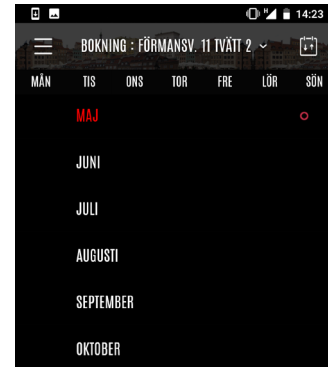 14:23
BOKNING : FÖRMANSV. 11 TVÄTT 2
MÅN TIS ONS TOR FRE LÖR SÖN
MAJ
JUNI
JULI
AUGUSTI
SEPTEMBER
OKTOBER